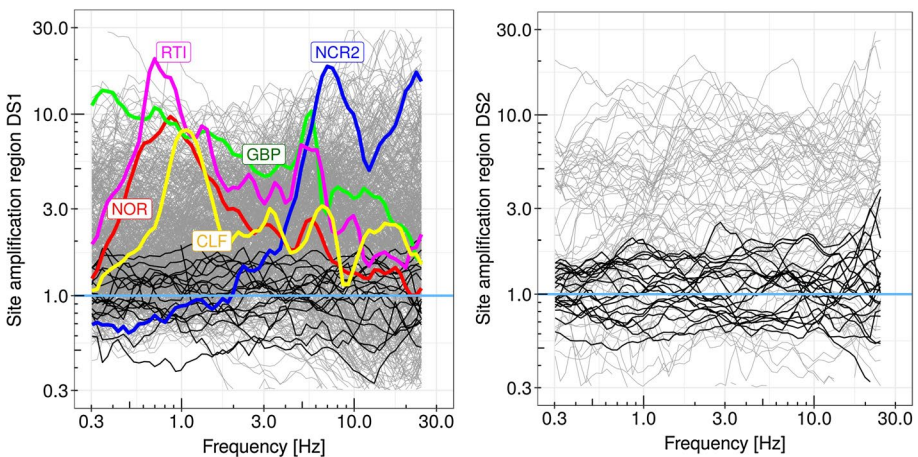 Site amplification region DS1
30.0
10.0
3.0
1.0
0.3
RTI
NCR2
GBP
NOR
CLF
0.3 1.0 3.0 10.0 30.0
Frequency [Hz]
Site amplification region DS2
30.0
10.0
3.0
1.0
0.3
0.3 1.0 3.0 10.0 30.0
Frequency [Hz]